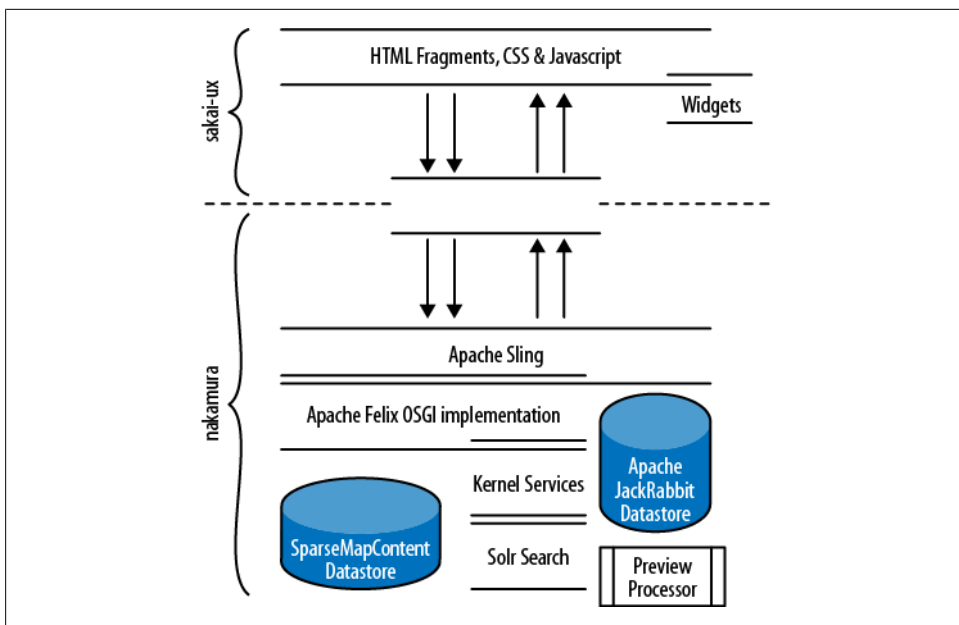 HTML Fragments, CSS & Javascript
Widgets
sakai-ux
Apache Sling
Apache Felix OSGI implementation
nakamura
Apache
JackRabbit
Datastore
Kernel Services
SparseMapContent
Datastore
Solr Search
Preview
Processor